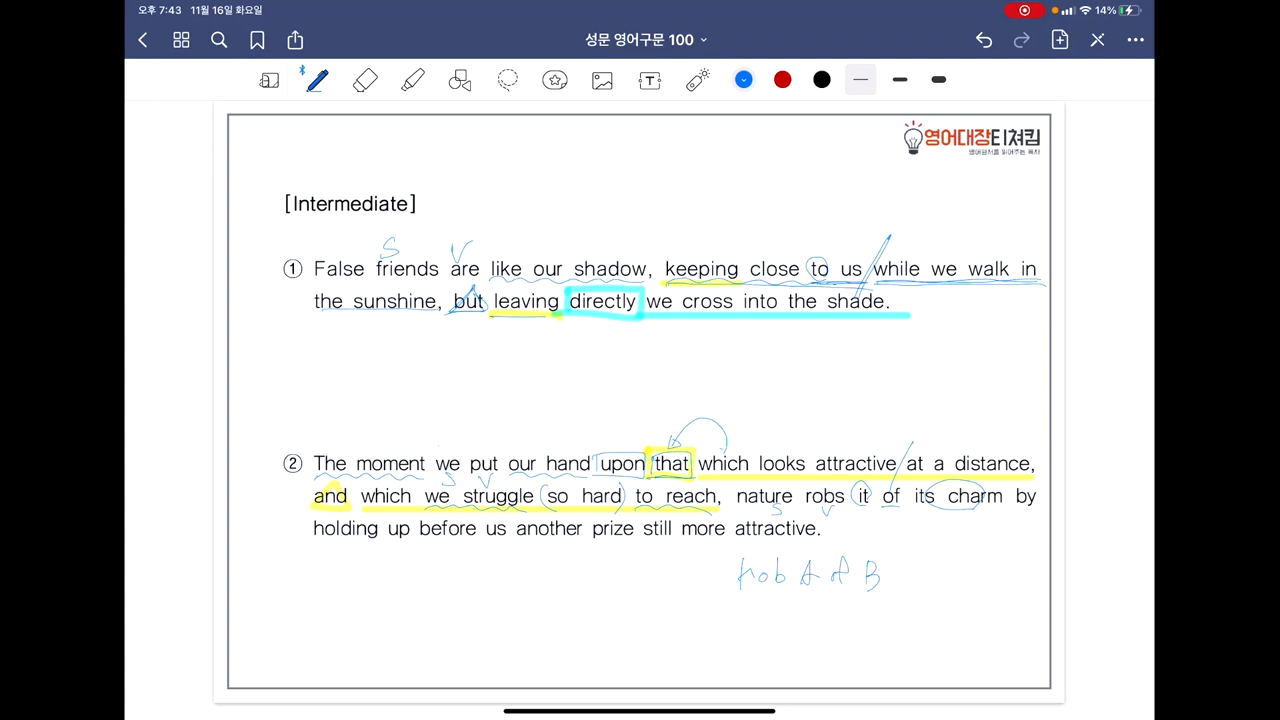 오후 7:43 11월 16일 화요일
14%
성문 영어구문 100
영어대장티쳐킴
[Intermediate]
S V
① False friends are like our shadow, keeping close to us while we walk in
the sunshine, but leaving directly we cross into the shade.
② The moment we put our hand upon that which looks attractive at a distance,
S V
and which we struggle (so hard) to reach, nature robs it of its charm by
S V
holding up before us another prize still more attractive.
rob A of B